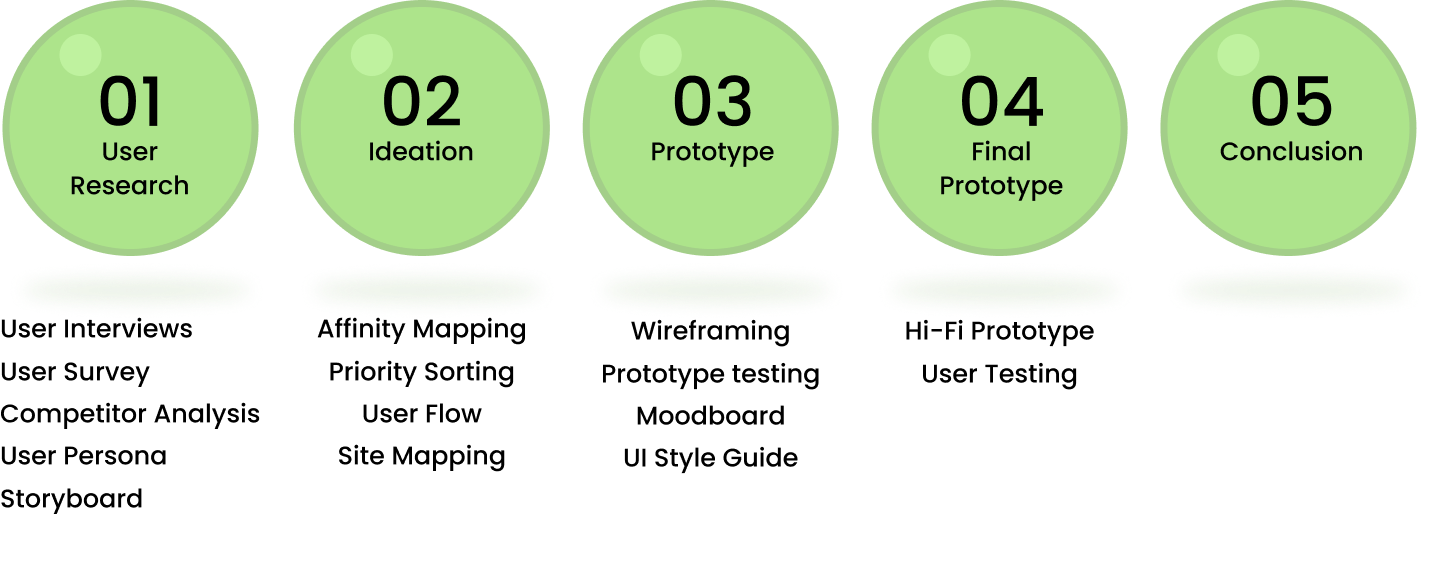 01
User
Research
02
Ideation
03
Prototype
04
Final
Prototype
05
Conclusion
User Interviews
User Survey
Competitor Analysis
User Persona
Storyboard
Affinity Mapping
Priority Sorting
User Flow
Site Mapping
Wireframing
Prototype testing
Moodboard
UI Style Guide
Hi-Fi Prototype
User Testing